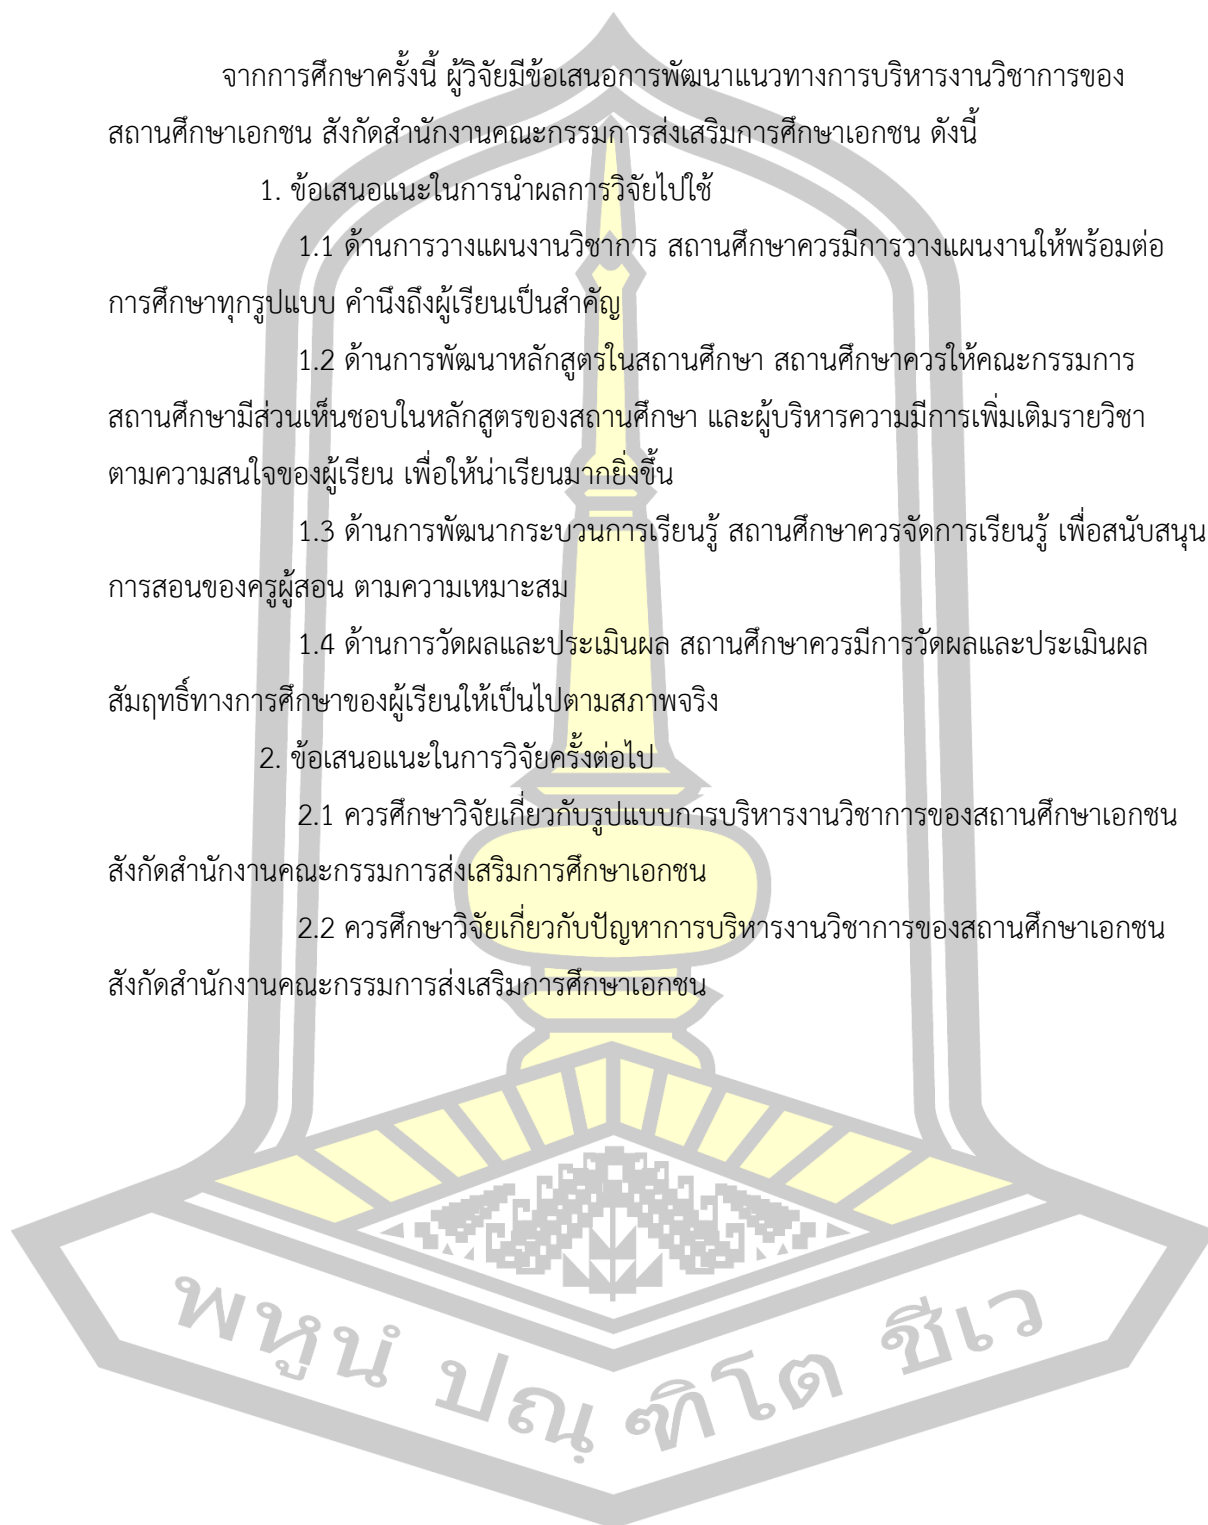 จากการศึกษาครั้งนี้ ผู้วิจัยมีข้อเสนอการพัฒนาแนวทางการบริหารงานวิชาการของ
สถานศึกษาเอกชน สังกัดสำนักงานคณะกรรมการส่งเสริมการศึกษาเอกชน ดังนี้
1. ข้อเสนอแนะในการนำผลการวิจัยไปใช้
1.1 ด้านการวางแผนงานวิชาการ สถานศึกษาควรมีการวางแผนงานให้พร้อมต่อ
การศึกษาทุกรูปแบบ คำนึงถึงผู้เรียนเป็นสำคัญ
1.2 ด้านการพัฒนาหลักสูตรในสถานศึกษา สถานศึกษาควรให้คณะกรรมการ
สถานศึกษามีส่วนเห็นชอบในหลักสูตรของสถานศึกษา และผู้บริหารความมีการเพิ่มเติมรายวิชา
ตามความสนใจของผู้เรียน เพื่อให้น่าเรียนมากยิ่งขึ้น
1.3 ด้านการพัฒนากระบวนการเรียนรู้ สถานศึกษาควรจัดการเรียนรู้ เพื่อสนับสนุน
การสอนของครูผู้สอน ตามความเหมาะสม
1.4 ด้านการวัดผลและประเมินผล สถานศึกษาควรมีการวัดผลและประเมินผล
สัมฤทธิ์ทางการศึกษาของผู้เรียนให้เป็นไปตามสภาพจริง
2. ข้อเสนอแนะในการวิจัยครั้งต่อไป
2.1 ควรศึกษาวิจัยเกี่ยวกับรูปแบบการบริหารงานวิชาการของสถานศึกษาเอกชน
สังกัดสำนักงานคณะกรรมการส่งเสริมการศึกษาเอกชน
2.2 ควรศึกษาวิจัยเกี่ยวกับปัญหาการบริหารงานวิชาการของสถานศึกษาเอกชน
สังกัดสำนักงานคณะกรรมการส่งเสริมการศึกษาเอกชน
พหูนํ ปณฺ ฑิโต ชีเว